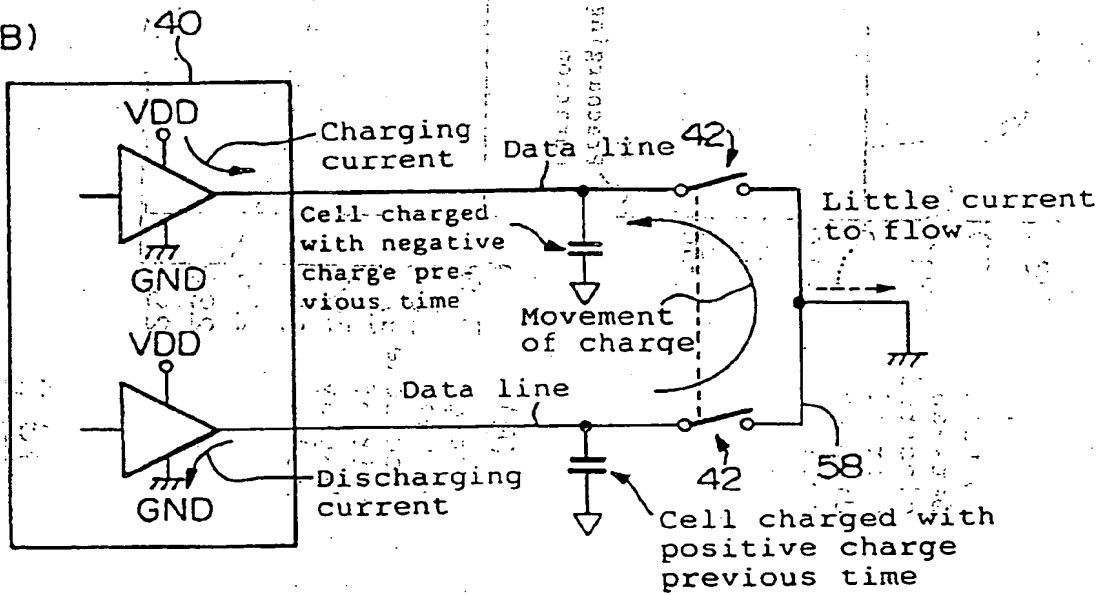 B)
40
VDD
Charging
current
Data line
42
Little current
to flow
Cell charged
with negative
charge pre-
vious time
GND
Movement
of charge
VDD
Data line
GND
Discharging
current
42
58
Cell charged with
positive charge
previous time